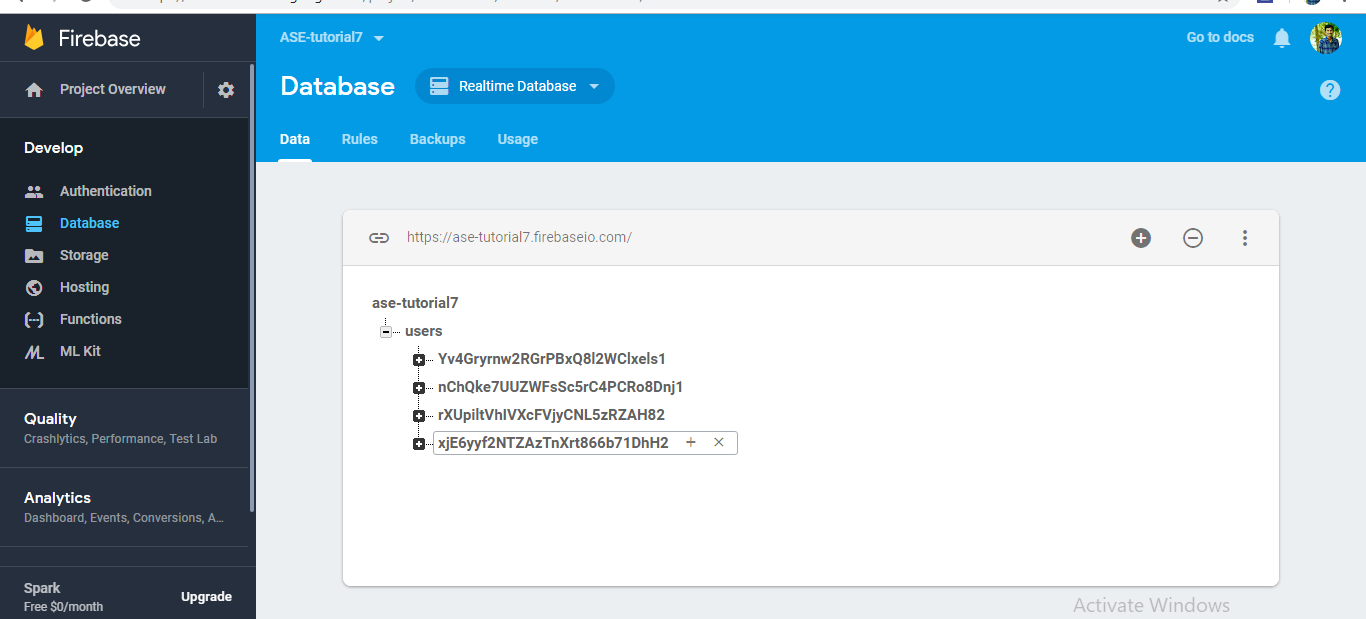 Firebase
Project Overview
Develop
Authentication
Database
Storage
Hosting
Functions
ML Kit
Quality
Crashlytics, Performance, Test Lab
Analytics
Dashboard, Events, Conversions, A...
Spark
Free $0/month
Upgrade
ASE-tutorial7
Go to docs
Database
Realtime Database
Data Rules Backups Usage
https://ase-tutorial7.firebaseio.com/
ase-tutorial7
users
Yv4Gryrnw2RGrPBxQ8l2WClxels1
nChQke7UUZWFsSc5rC4PCRo8Dnj1
rXUpiltVhlVXcFVjyCNL5zRZAH82
xjE6yyf2NTZAzTnXrt866b71DhH2
Activate Windows